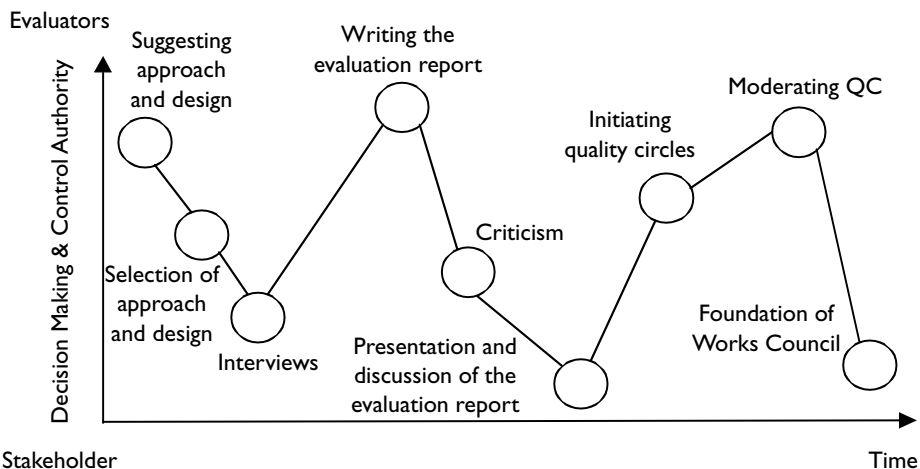 Evaluators
Suggesting
approach
and design
Writing the
evaluation report
Moderating QC
Initiating
quality circles
Decision Making & Control Authority
Criticism
Selection of
approach
and design
Interviews
Foundation of
Works Council
Presentation and
discussion of the
evaluation report
Stakeholder
Time